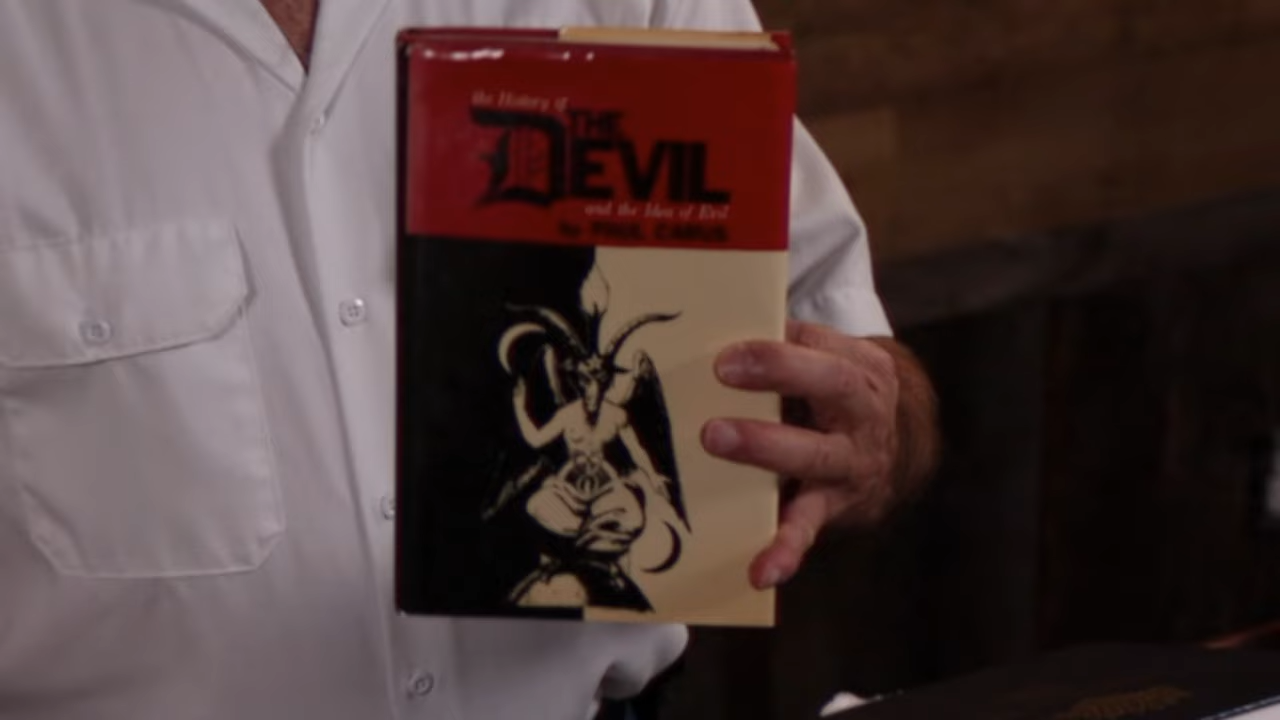 the History of
THE
DEVIL
and the Idea of Evil
by PAUL CARUS